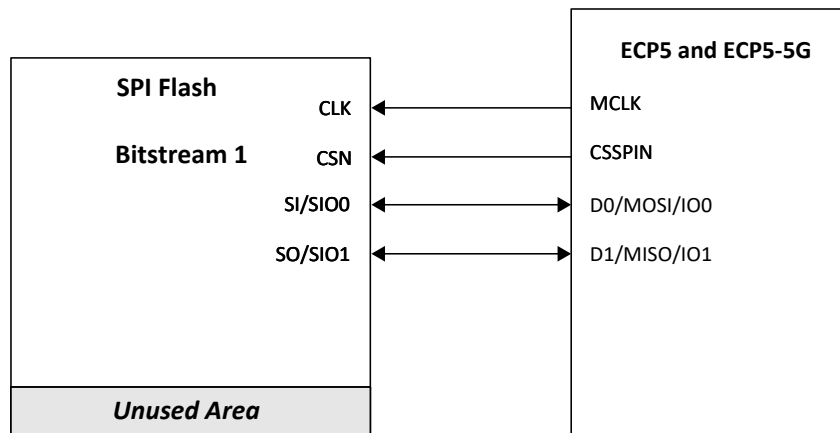 ECP5 and ECP5-5G
SPI Flash
CLK
MCLK
Bitstream 1
CSN
CSSPIN
SI/SIO0
D0/MOSI/IO0
SO/SIO1
D1/MISO/IO1
Unused Area